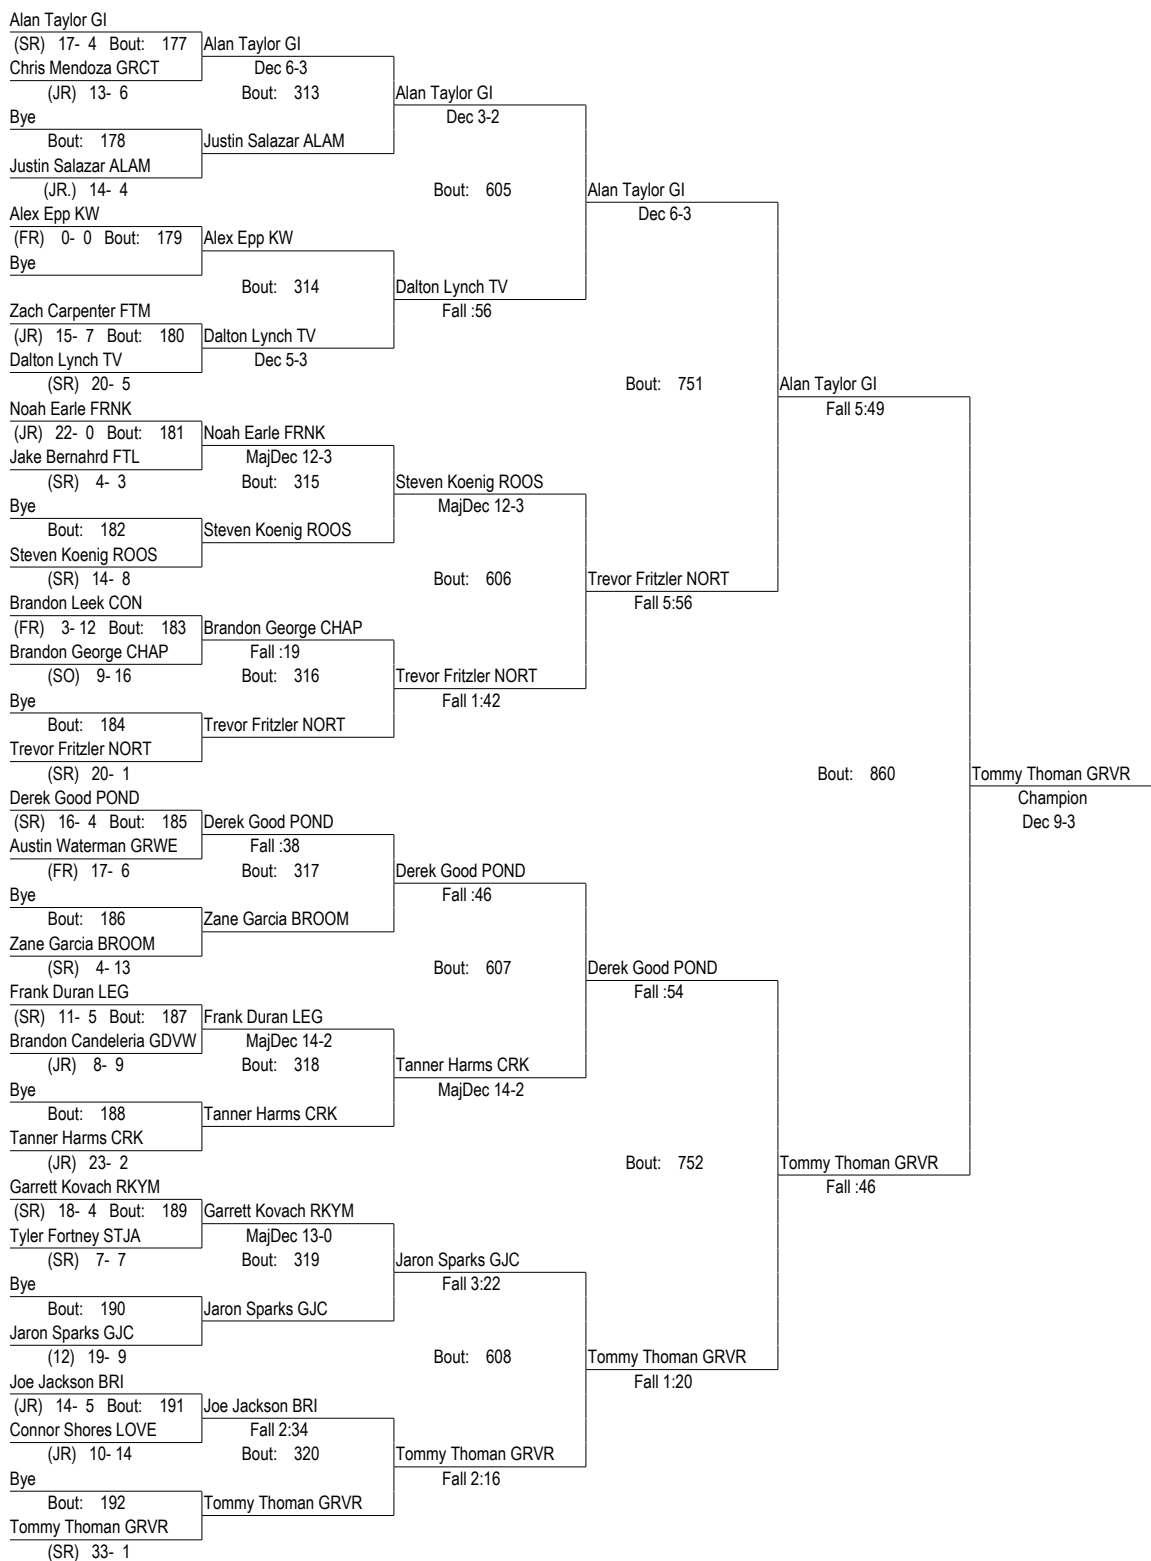 Alan Taylor GI
(SR) 17- 4 Bout: 177 Alan Taylor GI
Chris Mendoza GRCT Dec 6-3
(JR) 13- 6 Bout: 313 Alan Taylor GI
Bye Dec 3-2
Bout: 178 Justin Salazar ALAM
Justin Salazar ALAM
(JR.) 14- 4 Bout: 605 Alan Taylor GI
Alex Epp KW Dec 6-3
(FR) 0- 0 Bout: 179 Alex Epp KW
Bye
Bout: 314 Dalton Lynch TV
Zach Carpenter FTM Fall :56
(JR) 15- 7 Bout: 180 Dalton Lynch TV
Dalton Lynch TV Dec 5-3
(SR) 20- 5 Bout: 751 Alan Taylor GI
Noah Earle FRNK Fall 5:49
(JR) 22- 0 Bout: 181 Noah Earle FRNK
Jake Bernahrd FTL MajDec 12-3
(SR) 4- 3 Bout: 315 Steven Koenig ROOS
Bye MajDec 12-3
Bout: 182 Steven Koenig ROOS
Steven Koenig ROOS
(SR) 14- 8 Bout: 606 Trevor Fritzler NORT
Brandon Leek CON Fall 5:56
(FR) 3- 12 Bout: 183 Brandon George CHAP
Brandon George CHAP Fall :19
(SO) 9- 16 Bout: 316 Trevor Fritzler NORT
Bye Fall 1:42
Bout: 184 Trevor Fritzler NORT
Trevor Fritzler NORT
(SR) 20- 1 Bout: 860 Tommy Thoman GRVR
Derek Good POND Champion
(SR) 16- 4 Bout: 185 Derek Good POND Dec 9-3
Austin Waterman GRWE Fall :38
(FR) 17- 6 Bout: 317 Derek Good POND
Bye Fall :46
Bout: 186 Zane Garcia BROOM
Zane Garcia BROOM
(SR) 4- 13 Bout: 607 Derek Good POND
Frank Duran LEG Fall :54
(SR) 11- 5 Bout: 187 Frank Duran LEG
Brandon Candeleria GDVW MajDec 14-2
(JR) 8- 9 Bout: 318 Tanner Harms CRK
Bye MajDec 14-2
Bout: 188 Tanner Harms CRK
Tanner Harms CRK
(JR) 23- 2 Bout: 752 Tommy Thoman GRVR
Garrett Kovach RKYM Fall :46
(SR) 18- 4 Bout: 189 Garrett Kovach RKYM
Tyler Fortney STJA MajDec 13-0
(SR) 7- 7 Bout: 319 Jaron Sparks GJC
Bye Fall 3:22
Bout: 190 Jaron Sparks GJC
Jaron Sparks GJC
(12) 19- 9 Bout: 608 Tommy Thoman GRVR
Joe Jackson BRI Fall 1:20
(JR) 14- 5 Bout: 191 Joe Jackson BRI
Connor Shores LOVE Fall 2:34
(JR) 10- 14 Bout: 320 Tommy Thoman GRVR
Bye Fall 2:16
Bout: 192 Tommy Thoman GRVR
Tommy Thoman GRVR
(SR) 33- 1